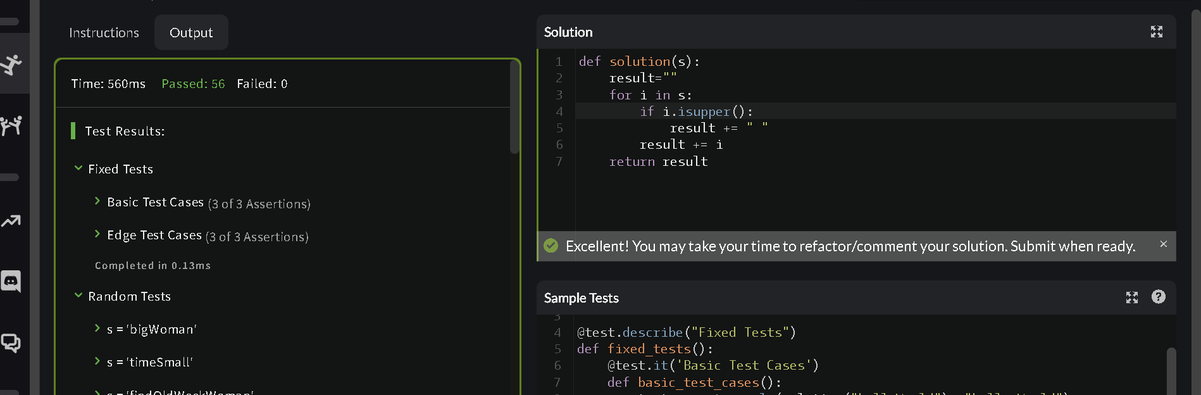 Instructions
Output
Time: 560ms Passed: 56 Failed: 0
Test Results:
Fixed Tests
Basic Test Cases (3 of 3 Assertions)
Edge Test Cases (3 of 3 Assertions)
Completed in 0.13ms
Random Tests
s = 'bigWoman'
s = 'timeSmall'
Solution
1 def solution(s):
2 result=""
3 for i in s:
4 if i.isupper():
5 result += " "
6 result += i
7 return result
Excellent! You may take your time to refactor/comment your solution. Submit when ready.
Sample Tests
3
4 @test.describe("Fixed Tests")
5 def fixed_tests():
6 @test.it('Basic Test Cases')
7 def basic_test_cases():